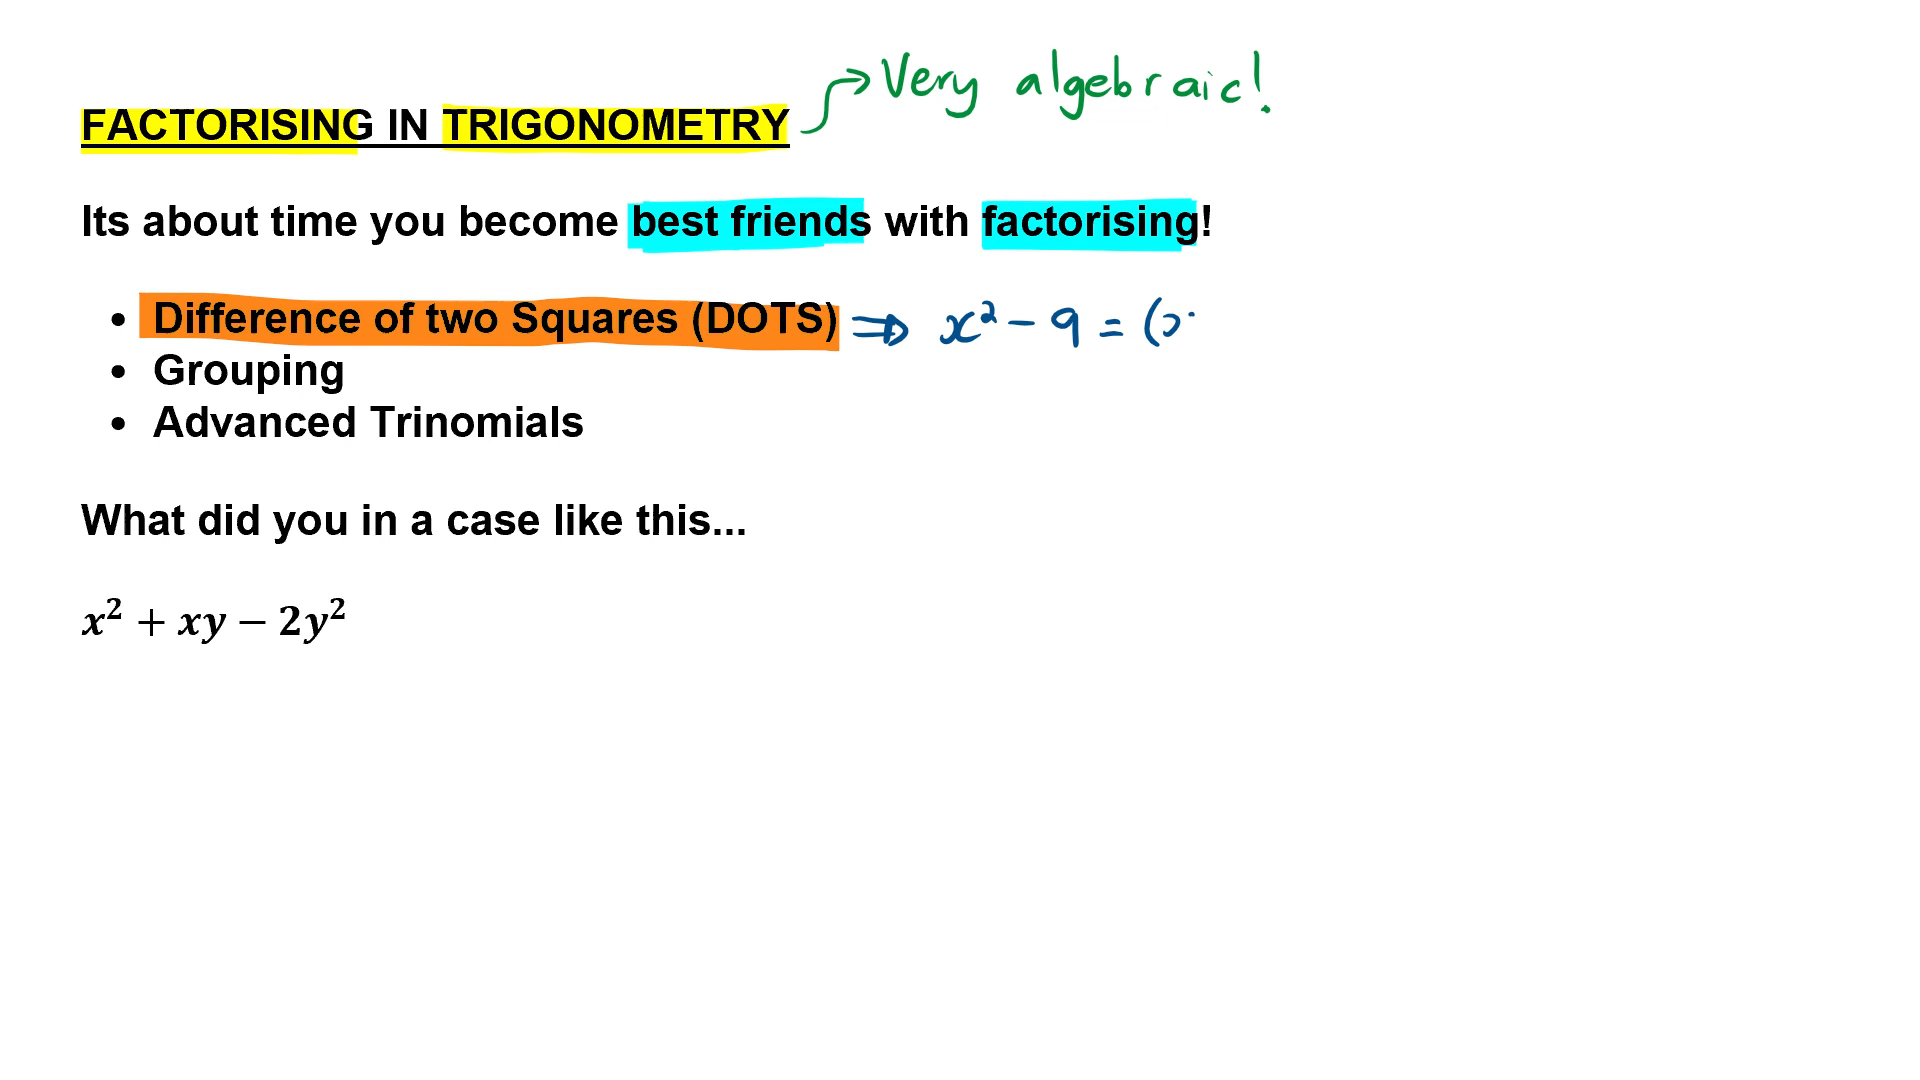 Very algebraic!
FACTORISING IN TRIGONOMETRY
Its about time you become best friends with factorising!
• Difference of two Squares (DOTS) ⇒ x² − 9 = (x
• Grouping
• Advanced Trinomials
What did you in a case like this...
x² + xy − 2y²